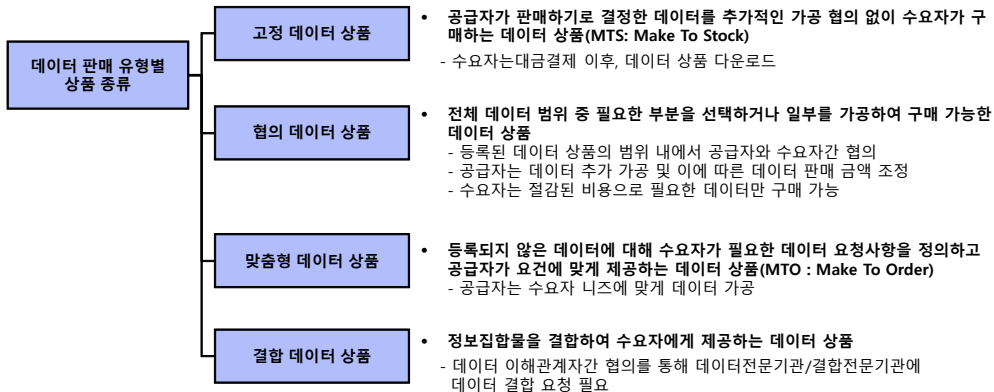 데이터 판매 유형별
상품 종류
고정 데이터 상품
• 공급자가 판매하기로 결정한 데이터를 추가적인 가공 협의 없이 수요자가 구
매하는 데이터 상품(MTS: Make To Stock)
- 수요자는대금결제 이후, 데이터 상품 다운로드
협의 데이터 상품
• 전체 데이터 범위 중 필요한 부분을 선택하거나 일부를 가공하여 구매 가능한
데이터 상품
- 등록된 데이터 상품의 범위 내에서 공급자와 수요자간 협의
- 공급자는 데이터 추가 가공 및 이에 따른 데이터 판매 금액 조정
- 수요자는 절감된 비용으로 필요한 데이터만 구매 가능
맞춤형 데이터 상품
• 등록되지 않은 데이터에 대해 수요자가 필요한 데이터 요청사항을 정의하고
공급자가 요건에 맞게 제공하는 데이터 상품(MTO : Make To Order)
- 공급자는 수요자 니즈에 맞게 데이터 가공
결합 데이터 상품
• 정보집합물을 결합하여 수요자에게 제공하는 데이터 상품
- 데이터 이해관계자간 협의를 통해 데이터전문기관/결합전문기관에
데이터 결합 요청 필요